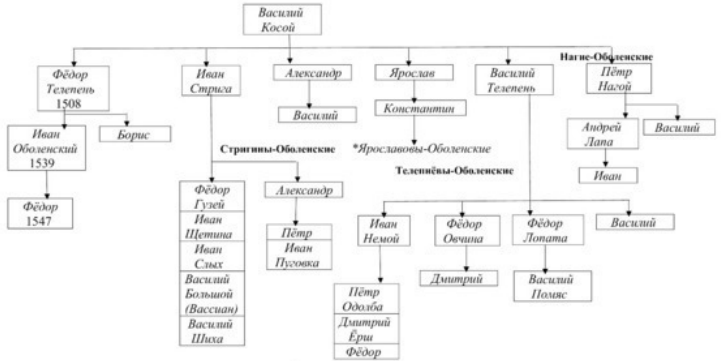 Василий
Косой
Нагие-Оболенские
Фёдор
Телепень
1508
Иван
Стрига
Александр
Ярослав
Василий
Телепень
Пётр
Нагой
Василий
Константин
Иван
Оболенский
1539
Борис
Андрей
Лапа
Василий
Стригины-Оболенские
*Ярославовы-Оболенские
Телепнёвы-Оболенские
Иван
Фёдор
1547
Фёдор
Гузей
Иван
Щетина
Иван
Слых
Василий
Большой
(Вассиан)
Василий
Шиха
Александр
Пётр
Иван
Пуговка
Иван
Немой
Фёдор
Овчина
Фёдор
Лопата
Василий
Пётр
Одолба
Дмитрий
Ёрш
Фёдор
Дмитрий
Василий
Помяс